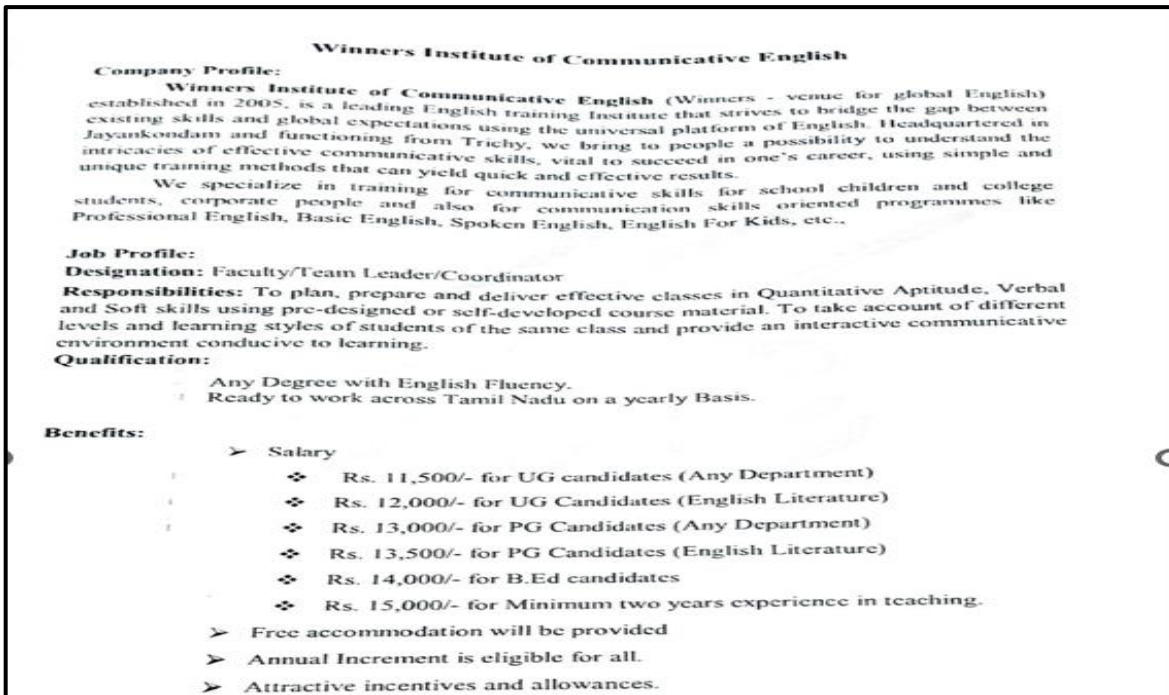 Winners Institute of Communicative English
Company Profile:
Winners Institute of Communicative English (Winners - venue for global English)
established in 2005, is a leading English training Institute that strives to bridge the gap between
existing skills and global expectations using the universal platform of English. Headquartered in
Jayankondam and functioning from Trichy, we bring to people a possibility to understand the
intricacies of effective communicative skills, vital to succeed in one's career, using simple and
unique training methods that can yield quick and effective results.
We specialize in training for communicative skills for school children and college
students, corporate people and also for communication skills oriented programmes like
Professional English, Basic English, Spoken English, English For Kids, etc.,
Job Profile:
Designation: Faculty/Team Leader/Coordinator
Responsibilities: To plan, prepare and deliver effective classes in Quantitative Aptitude, Verbal
and Soft skills using pre-designed or self-developed course material. To take account of different
levels and learning styles of students of the same class and provide an interactive communicative
environment conducive to learning.
Qualification:
Any Degree with English Fluency.
Ready to work across Tamil Nadu on a yearly Basis.
Benefits:
➢ Salary
❖ Rs. 11,500/- for UG candidates (Any Department)
❖ Rs. 12,000/- for UG Candidates (English Literature)
❖ Rs. 13,000/- for PG Candidates (Any Department)
❖ Rs. 13,500/- for PG Candidates (English Literature)
❖ Rs. 14,000/- for B.Ed candidates
❖ Rs. 15,000/- for Minimum two years experience in teaching.
➢ Free accommodation will be provided
➢ Annual Increment is eligible for all.
➢ Attractive incentives and allowances.